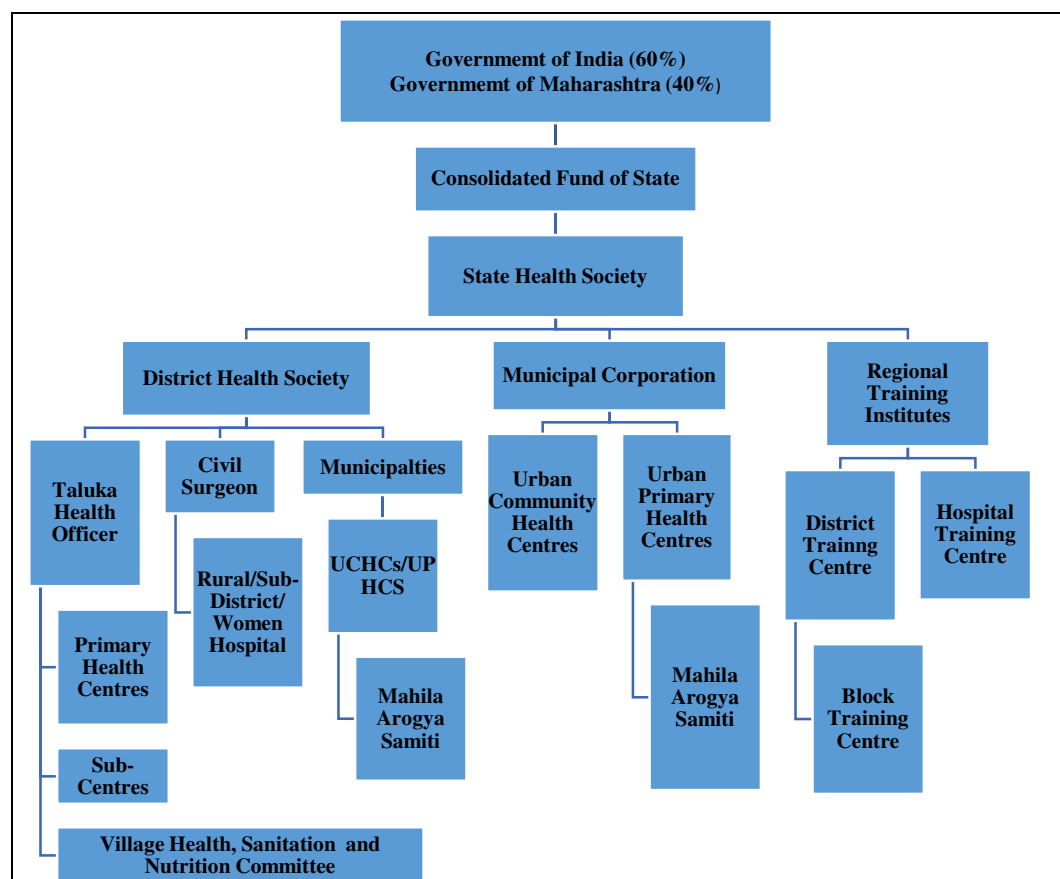 Governmemt of India (60%)
Governmemt of Maharashtra (40%)
Consolidated Fund of State
State Health Society
District Health Society
Municipal Corporation
Regional
Training
Institutes
Taluka
Health
Officer
Civil
Surgeon
Municipalties
Urban
Community
Health
Centres
Urban
Primary
Health
Centres
District
Trainng
Centre
Hospital
Training
Centre
Primary
Health
Centres
Rural/Sub-
District/
Women
Hospital
UCHCs/UP
HCS
Mahila
Arogya
Samiti
Mahila
Arogya
Samiti
Block
Training
Centre
Sub-
Centres
Village Health, Sanitation and
Nutrition Committee